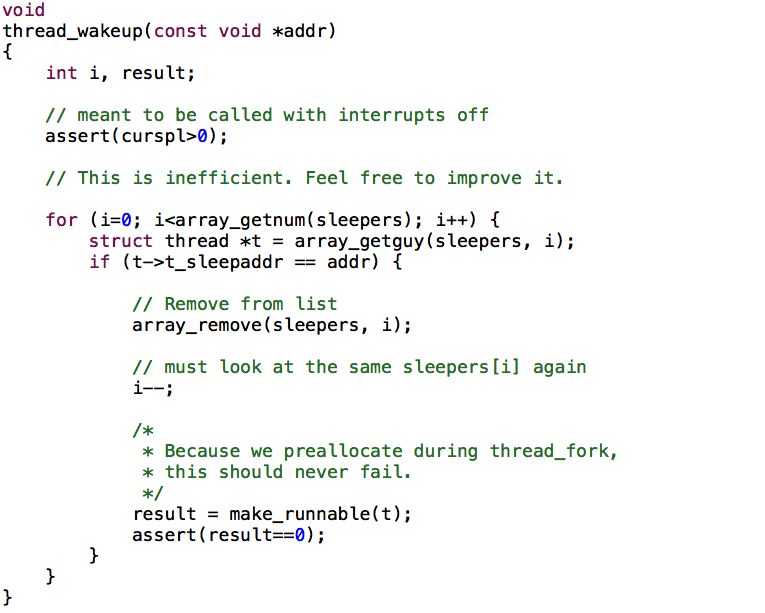 void
thread_wakeup(const void *addr)
{
    int i, result;

    // meant to be called with interrupts off
    assert(curspl>0);

    // This is inefficient. Feel free to improve it.

    for (i=0; i<array_getnum(sleepers); i++) {
        struct thread *t = array_getguy(sleepers, i);
        if (t->t_sleepaddr == addr) {

            // Remove from list
            array_remove(sleepers, i);

            // must look at the same sleepers[i] again
            i--;

            /*
             * Because we preallocate during thread_fork,
             * this should never fail.
             */
            result = make_runnable(t);
            assert(result==0);
        }
    }
}